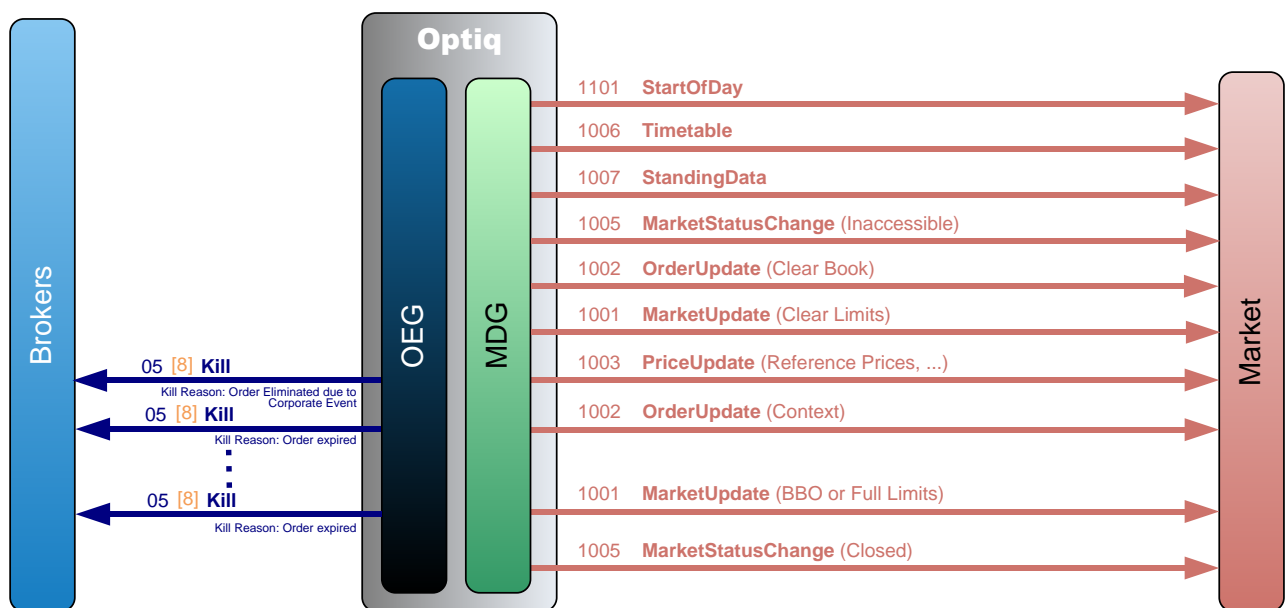 Optiq
Brokers
OEG
MDG
Market
1101 StartOfDay
1006 Timetable
1007 StandingData
1005 MarketStatusChange (Inaccessible)
1002 OrderUpdate (Clear Book)
1001 MarketUpdate (Clear Limits)
05 [8] Kill
Kill Reason: Order Eliminated due to
Corporate Event
1003 PriceUpdate (Reference Prices, ...)
05 [8] Kill
Kill Reason: Order expired
1002 OrderUpdate (Context)
05 [8] Kill
Kill Reason: Order expired
1001 MarketUpdate (BBO or Full Limits)
1005 MarketStatusChange (Closed)